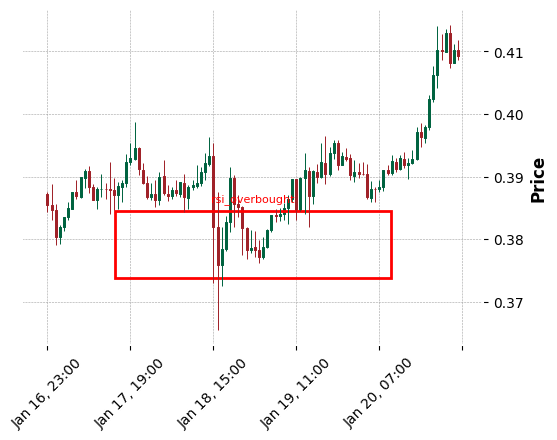 0.41
0.40
0.39
rsi_overbought
0.38
0.37
Price
Jan 16, 23:00
Jan 17, 19:00
Jan 18, 15:00
Jan 19, 11:00
Jan 20, 07:00